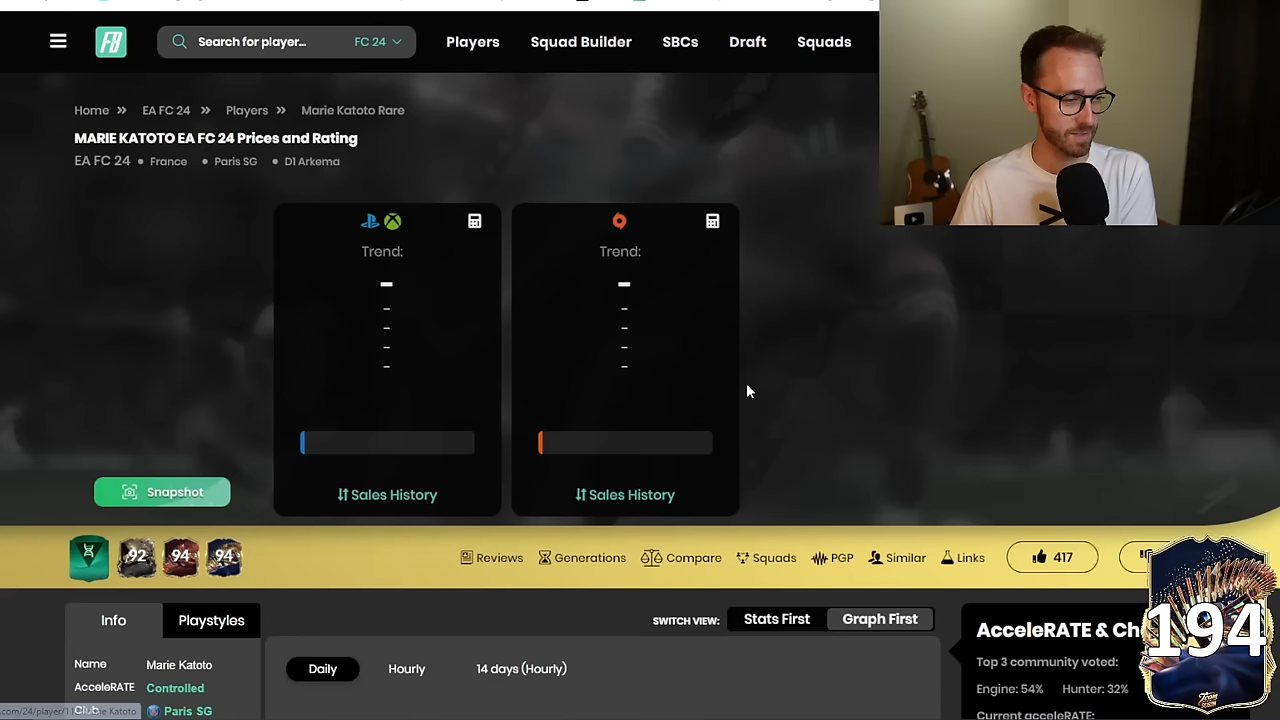 FB
Search for player...
FC 24
Players
Squad Builder
SBCs
Draft
Squads
Home » EA FC 24 » Players » Marie Katoto Rare
MARIE KATOTO EA FC 24 Prices and Rating
EA FC 24 • France • Paris SG • D1 Arkema
Trend:
Trend:
Sales History
Sales History
Snapshot
92
94
94
Reviews
Generations
Compare
Squads
PGP
Similar
Links
417
Info
Playstyles
SWITCH VIEW:
Stats First
Graph First
Name
Marie Katoto
AcceleRATE
Controlled
Club
Paris SG
Daily
Hourly
14 days (Hourly)
AcceleRATE & Ch
Top 3 community voted:
Engine: 54%
Hunter: 32%
Current acceleRATE:
194